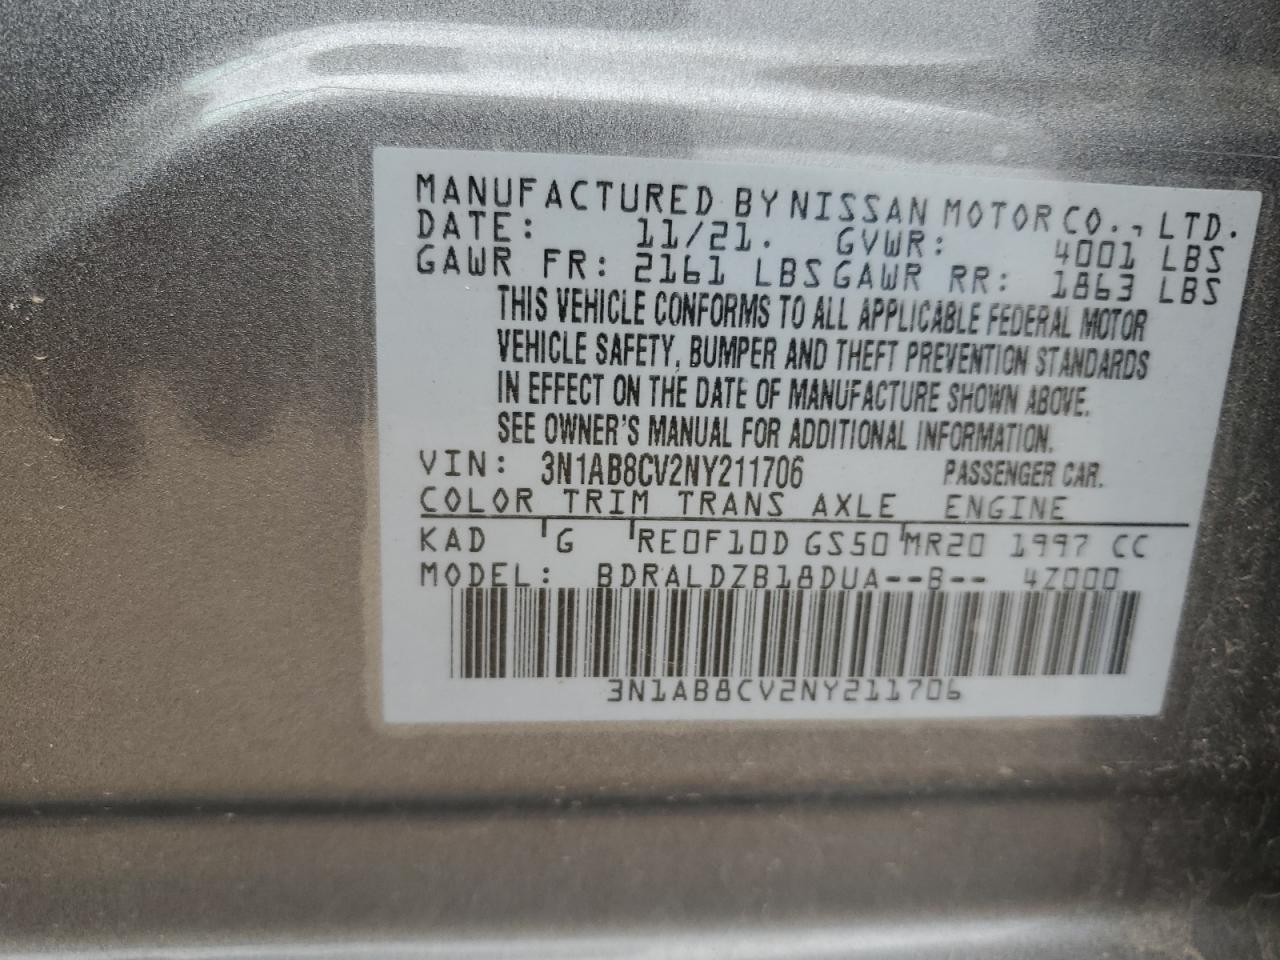 MANUFACTURED BY NISSAN MOTOR CO., LTD.
DATE: 11/21. GVWR: 4001 LBS
GAWR FR: 2161 LBS GAWR RR: 1863 LBS
THIS VEHICLE CONFORMS TO ALL APPLICABLE FEDERAL MOTOR
VEHICLE SAFETY, BUMPER AND THEFT PREVENTION STANDARDS
IN EFFECT ON THE DATE OF MANUFACTURE SHOWN ABOVE.
SEE OWNER'S MANUAL FOR ADDITIONAL INFORMATION.
VIN: 3N1AB8CV2NY211706 PASSENGER CAR.
COLOR TRIM TRANS AXLE ENGINE
KAD G RE0F10D GS50 MR20 1997 CC
MODEL: BDRALDZB18DUA--B-- 4Z000
3N1AB8CV2NY211706